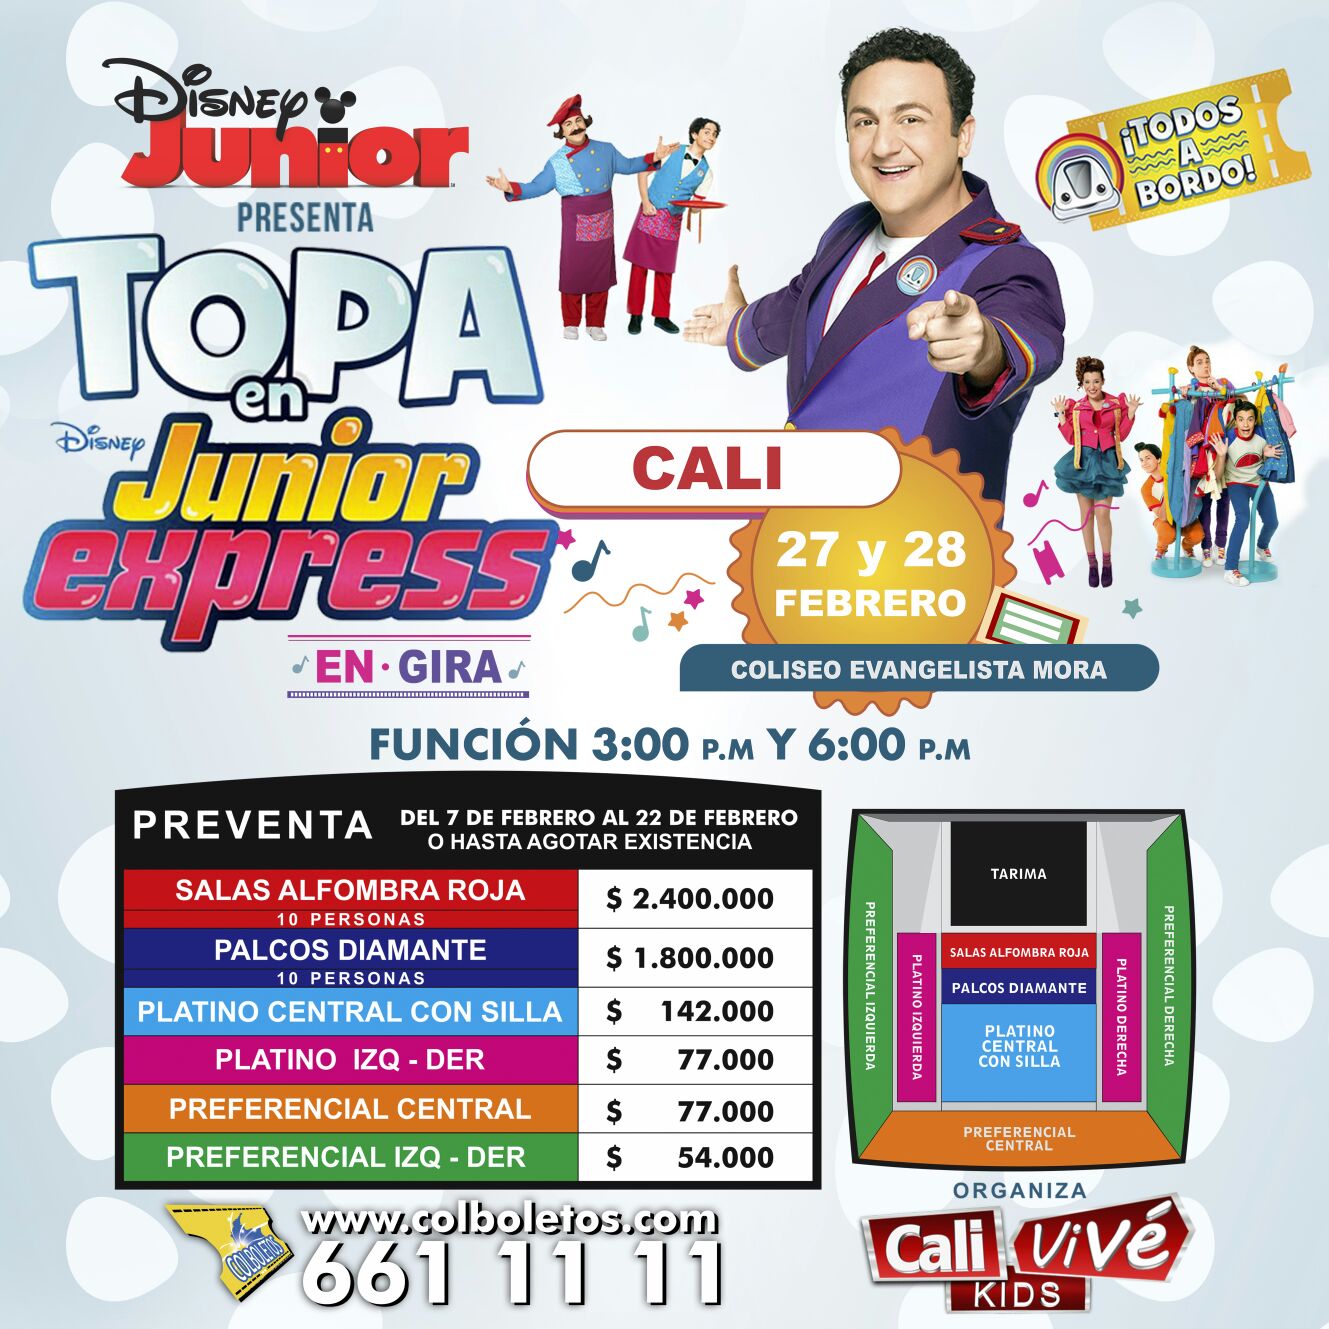 DISNEY
JUNIOR
PRESENTA
TOPA
en
DISNEY
Junior
express
EN · GIRA
¡TODOS
A
BORDO!
CALI
27 y 28
FEBRERO
COLISEO EVANGELISTA MORA
FUNCIÓN 3:00 P.M Y 6:00 P.M
PREVENTA
DEL 7 DE FEBRERO AL 22 DE FEBRERO
O HASTA AGOTAR EXISTENCIA
SALAS ALFOMBRA ROJA $ 2.400.000
10 PERSONAS
PALCOS DIAMANTE $ 1.800.000
10 PERSONAS
PLATINO CENTRAL CON SILLA $ 142.000
PLATINO IZQ - DER $ 77.000
PREFERENCIAL CENTRAL $ 77.000
PREFERENCIAL IZQ - DER $ 54.000
TARIMA
SALAS ALFOMBRA ROJA
PALCOS DIAMANTE
PLATINO
CENTRAL
CON SILLA
PREFERENCIAL IZQUIERDA
PLATINO IZQUIERDA
PLATINO DERECHA
PREFERENCIAL DERECHA
PREFERENCIAL
CENTRAL
COLBOLETOS
www.colboletos.com
661 11 11
ORGANIZA
Cali ViVé
KIDS